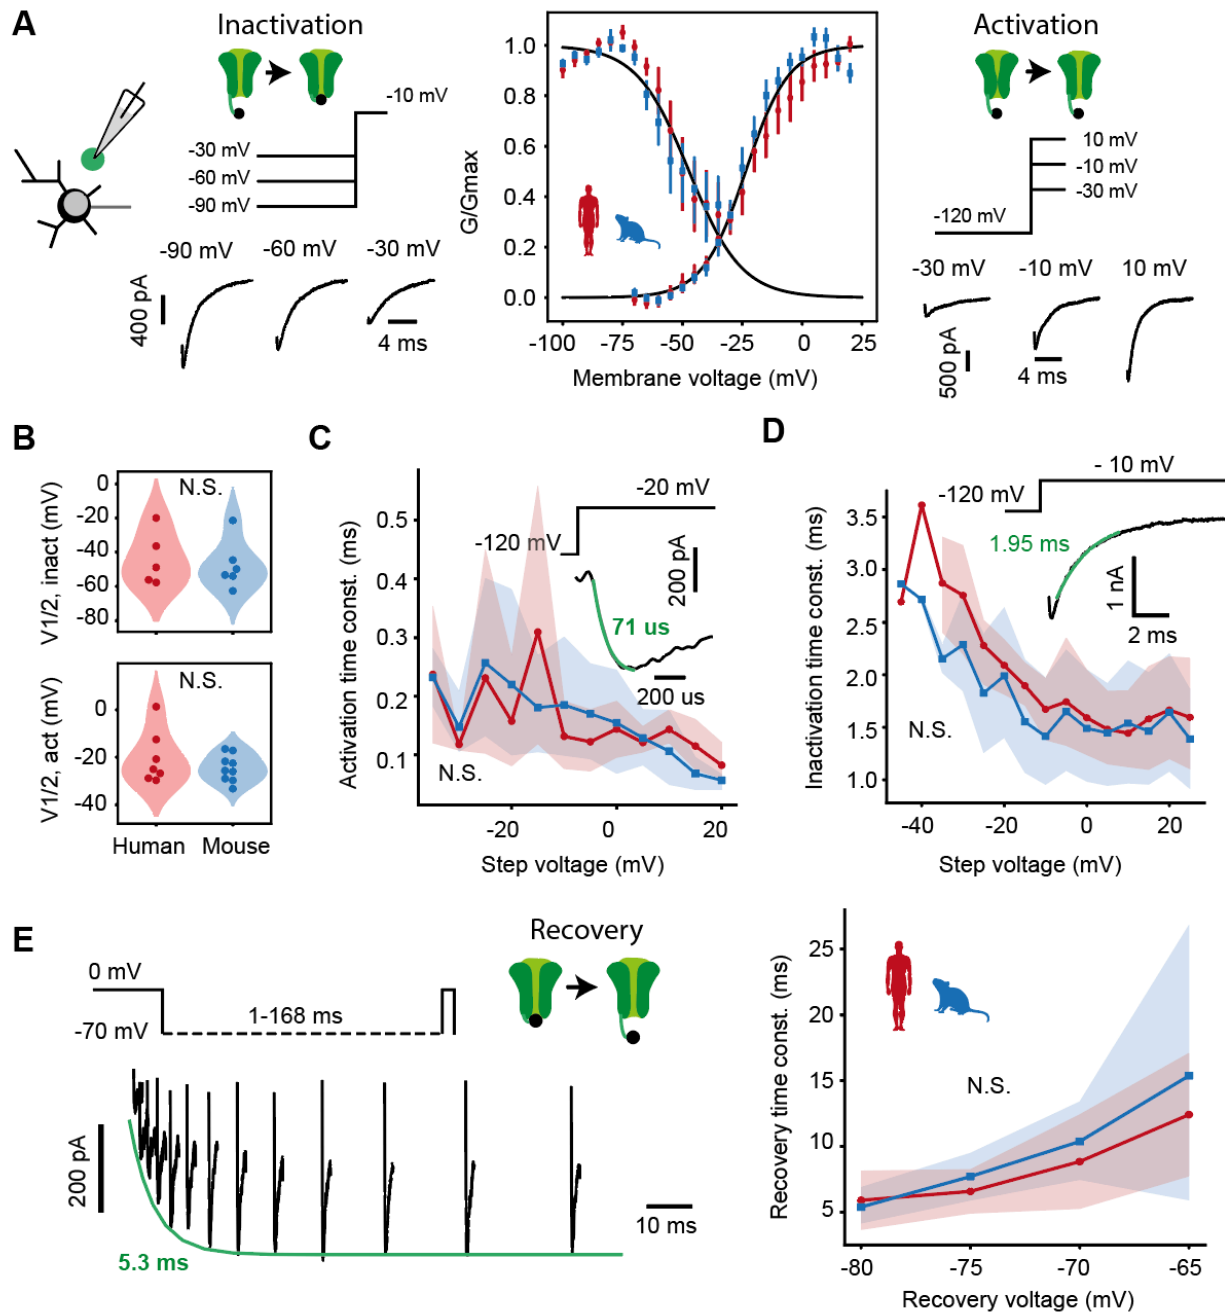 A
Inactivation
-10 mV
-30 mV
-60 mV
-90 mV
-90 mV
-60 mV
-30 mV
400 pA
4 ms
G/Gmax
1.0
0.8
0.6
0.4
0.2
0.0
-100
-75
-50
-25
0
25
Membrane voltage (mV)
Activation
10 mV
-10 mV
-30 mV
-120 mV
-30 mV
-10 mV
10 mV
500 pA
4 ms
B
V1/2, inact (mV)
0
-20
-40
-60
-80
N.S.
V1/2, act (mV)
0
-20
-40
N.S.
Human
Mouse
C
Activation time const. (ms)
0.5
0.4
0.3
0.2
0.1
-20 mV
-120 mV
200 pA
71 us
200 us
N.S.
-20
0
20
Step voltage (mV)
D
Inactivation time const. (ms)
3.5
3.0
2.5
2.0
1.5
1.0
- 10 mV
-120 mV
1.95 ms
1 nA
2 ms
N.S.
-40
-20
0
20
Step voltage (mV)
E
Recovery
0 mV
-70 mV
1-168 ms
200 pA
10 ms
5.3 ms
Recovery time const. (ms)
25
20
15
10
5
N.S.
-80
-75
-70
-65
Recovery voltage (mV)